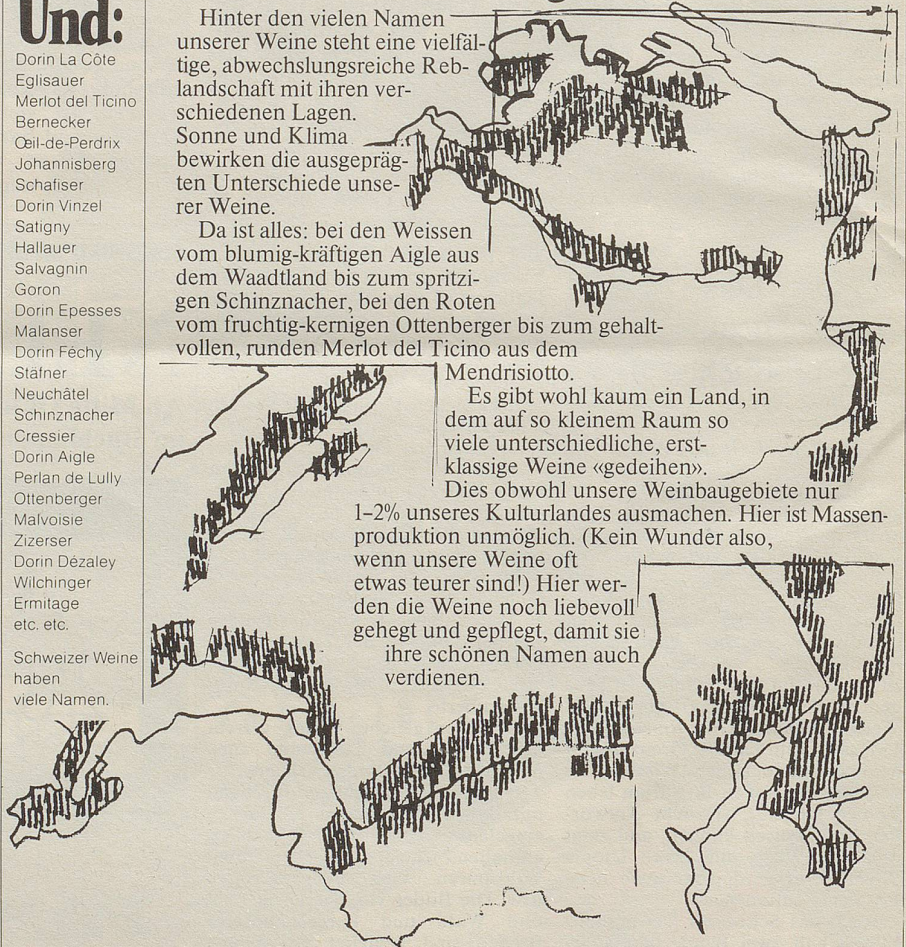 Und:
Dorin La Côte
Eglisauer
Merlot del Ticino
Bernecker
Œil-de-Perdrix
Johannisberg
Schafiser
Dorin Vinzel
Satigny
Hallauer
Salvagnin
Goron
Dorin Epesses
Malanser
Dorin Féchy
Stäfner
Neuchâtel
Schinznacher
Cressier
Dorin Aigle
Perlan de Lully
Ottenberger
Malvoisie
Zizerser
Dorin Dézaley
Wilchinger
Ermitage
etc. etc.
Schweizer Weine
haben
viele Namen.
Hinter den vielen Namen
unserer Weine steht eine vielfäl-
tige, abwechslungsreiche Reb-
landschaft mit ihren ver-
schiedenen Lagen.
Sonne und Klima
bewirken die ausgepräg-
ten Unterschiede unse-
rer Weine.
Da ist alles: bei den Weissen
vom blumig-kräftigen Aigle aus
dem Waadtland bis zum spritzi-
gen Schinznacher, bei den Roten
vom fruchtig-kernigen Ottenberger bis zum gehalt-
vollen, runden Merlot del Ticino aus dem
Mendrisiotto.
Es gibt wohl kaum ein Land, in
dem auf so kleinem Raum so
viele unterschiedliche, erst-
klassige Weine «gedeihen».
Dies obwohl unsere Weinbaugebiete nur
1–2% unseres Kulturlandes ausmachen. Hier ist Massen-
produktion unmöglich. (Kein Wunder also,
wenn unsere Weine oft
etwas teurer sind!) Hier wer-
den die Weine noch liebevoll
gehegt und gepflegt, damit sie
ihre schönen Namen auch
verdienen.